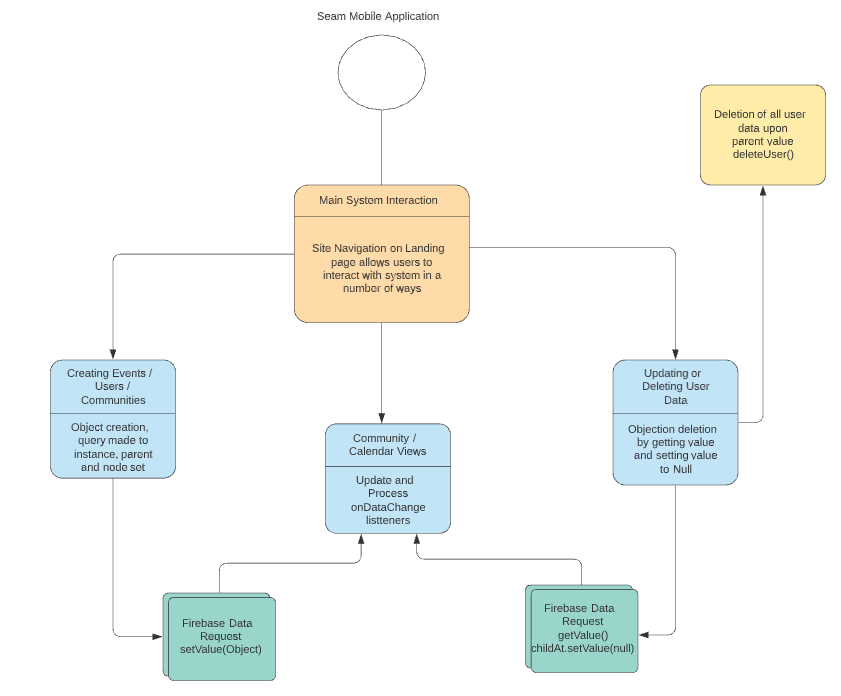 Seam Mobile Application
Deletion of all user
data upon
parent value
deleteUser()
Main System Interaction
Site Navigation on Landing
page allows users to
interact with system in a
number of ways
Creating Events /
Users /
Communities
Object creation,
query made to
instance, parent
and node set
Community /
Calendar Views
Update and
Process
onDataChange
listteners
Updating or
Deleting User
Data
Objection deletion
by getting value
and setting value
to Null
Firebase Data
Request
setValue(Object)
Firebase Data
Request
getValue()
childAt.setValue(null)